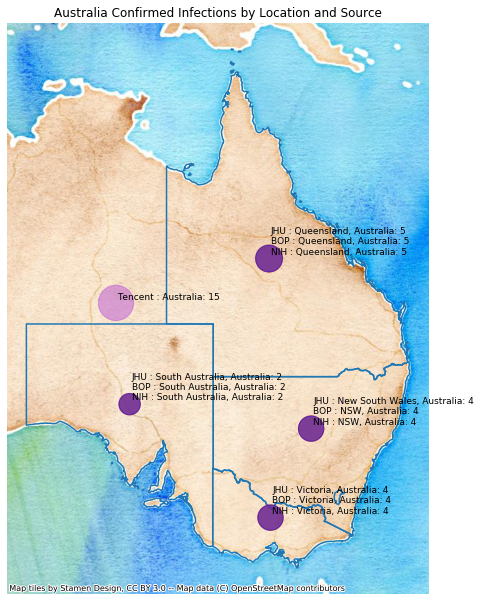 Australia Confirmed Infections by Location and Source
JHU : Queensland, Australia: 5
BOP : Queensland, Australia: 5
NIH : Queensland, Australia: 5
Tencent : Australia: 15
JHU : South Australia, Australia: 2
BOP : South Australia, Australia: 2
NIH : South Australia, Australia: 2
JHU : New South Wales, Australia: 4
BOP : NSW, Australia: 4
NIH : NSW, Australia: 4
JHU : Victoria, Australia: 4
BOP : Victoria, Australia: 4
NIH : Victoria, Australia: 4
Map tiles by Stamen Design, CC BY 3.0 -- Map data (C) OpenStreetMap contributors